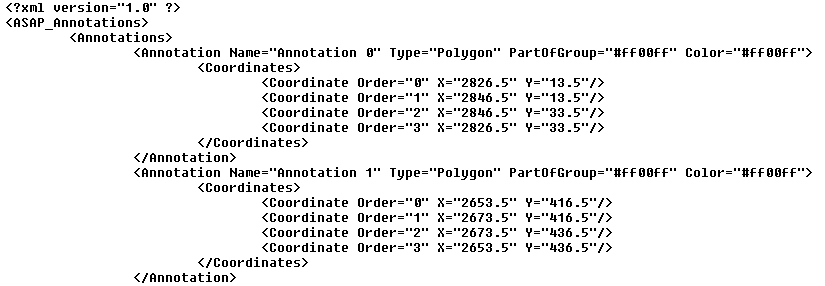 <?xml version="1.0" ?>
<ASAP_Annotations>
<Annotations>
<Annotation Name="Annotation 0" Type="Polygon" PartOfGroup="#ff00ff" Color="#ff00ff">
<Coordinates>
<Coordinate Order="0" X="2826.5" Y="13.5"/>
<Coordinate Order="1" X="2846.5" Y="13.5"/>
<Coordinate Order="2" X="2846.5" Y="33.5"/>
<Coordinate Order="3" X="2826.5" Y="33.5"/>
</Coordinates>
</Annotation>
<Annotation Name="Annotation 1" Type="Polygon" PartOfGroup="#ff00ff" Color="#ff00ff">
<Coordinates>
<Coordinate Order="0" X="2653.5" Y="416.5"/>
<Coordinate Order="1" X="2673.5" Y="416.5"/>
<Coordinate Order="2" X="2673.5" Y="436.5"/>
<Coordinate Order="3" X="2653.5" Y="436.5"/>
</Coordinates>
</Annotation>